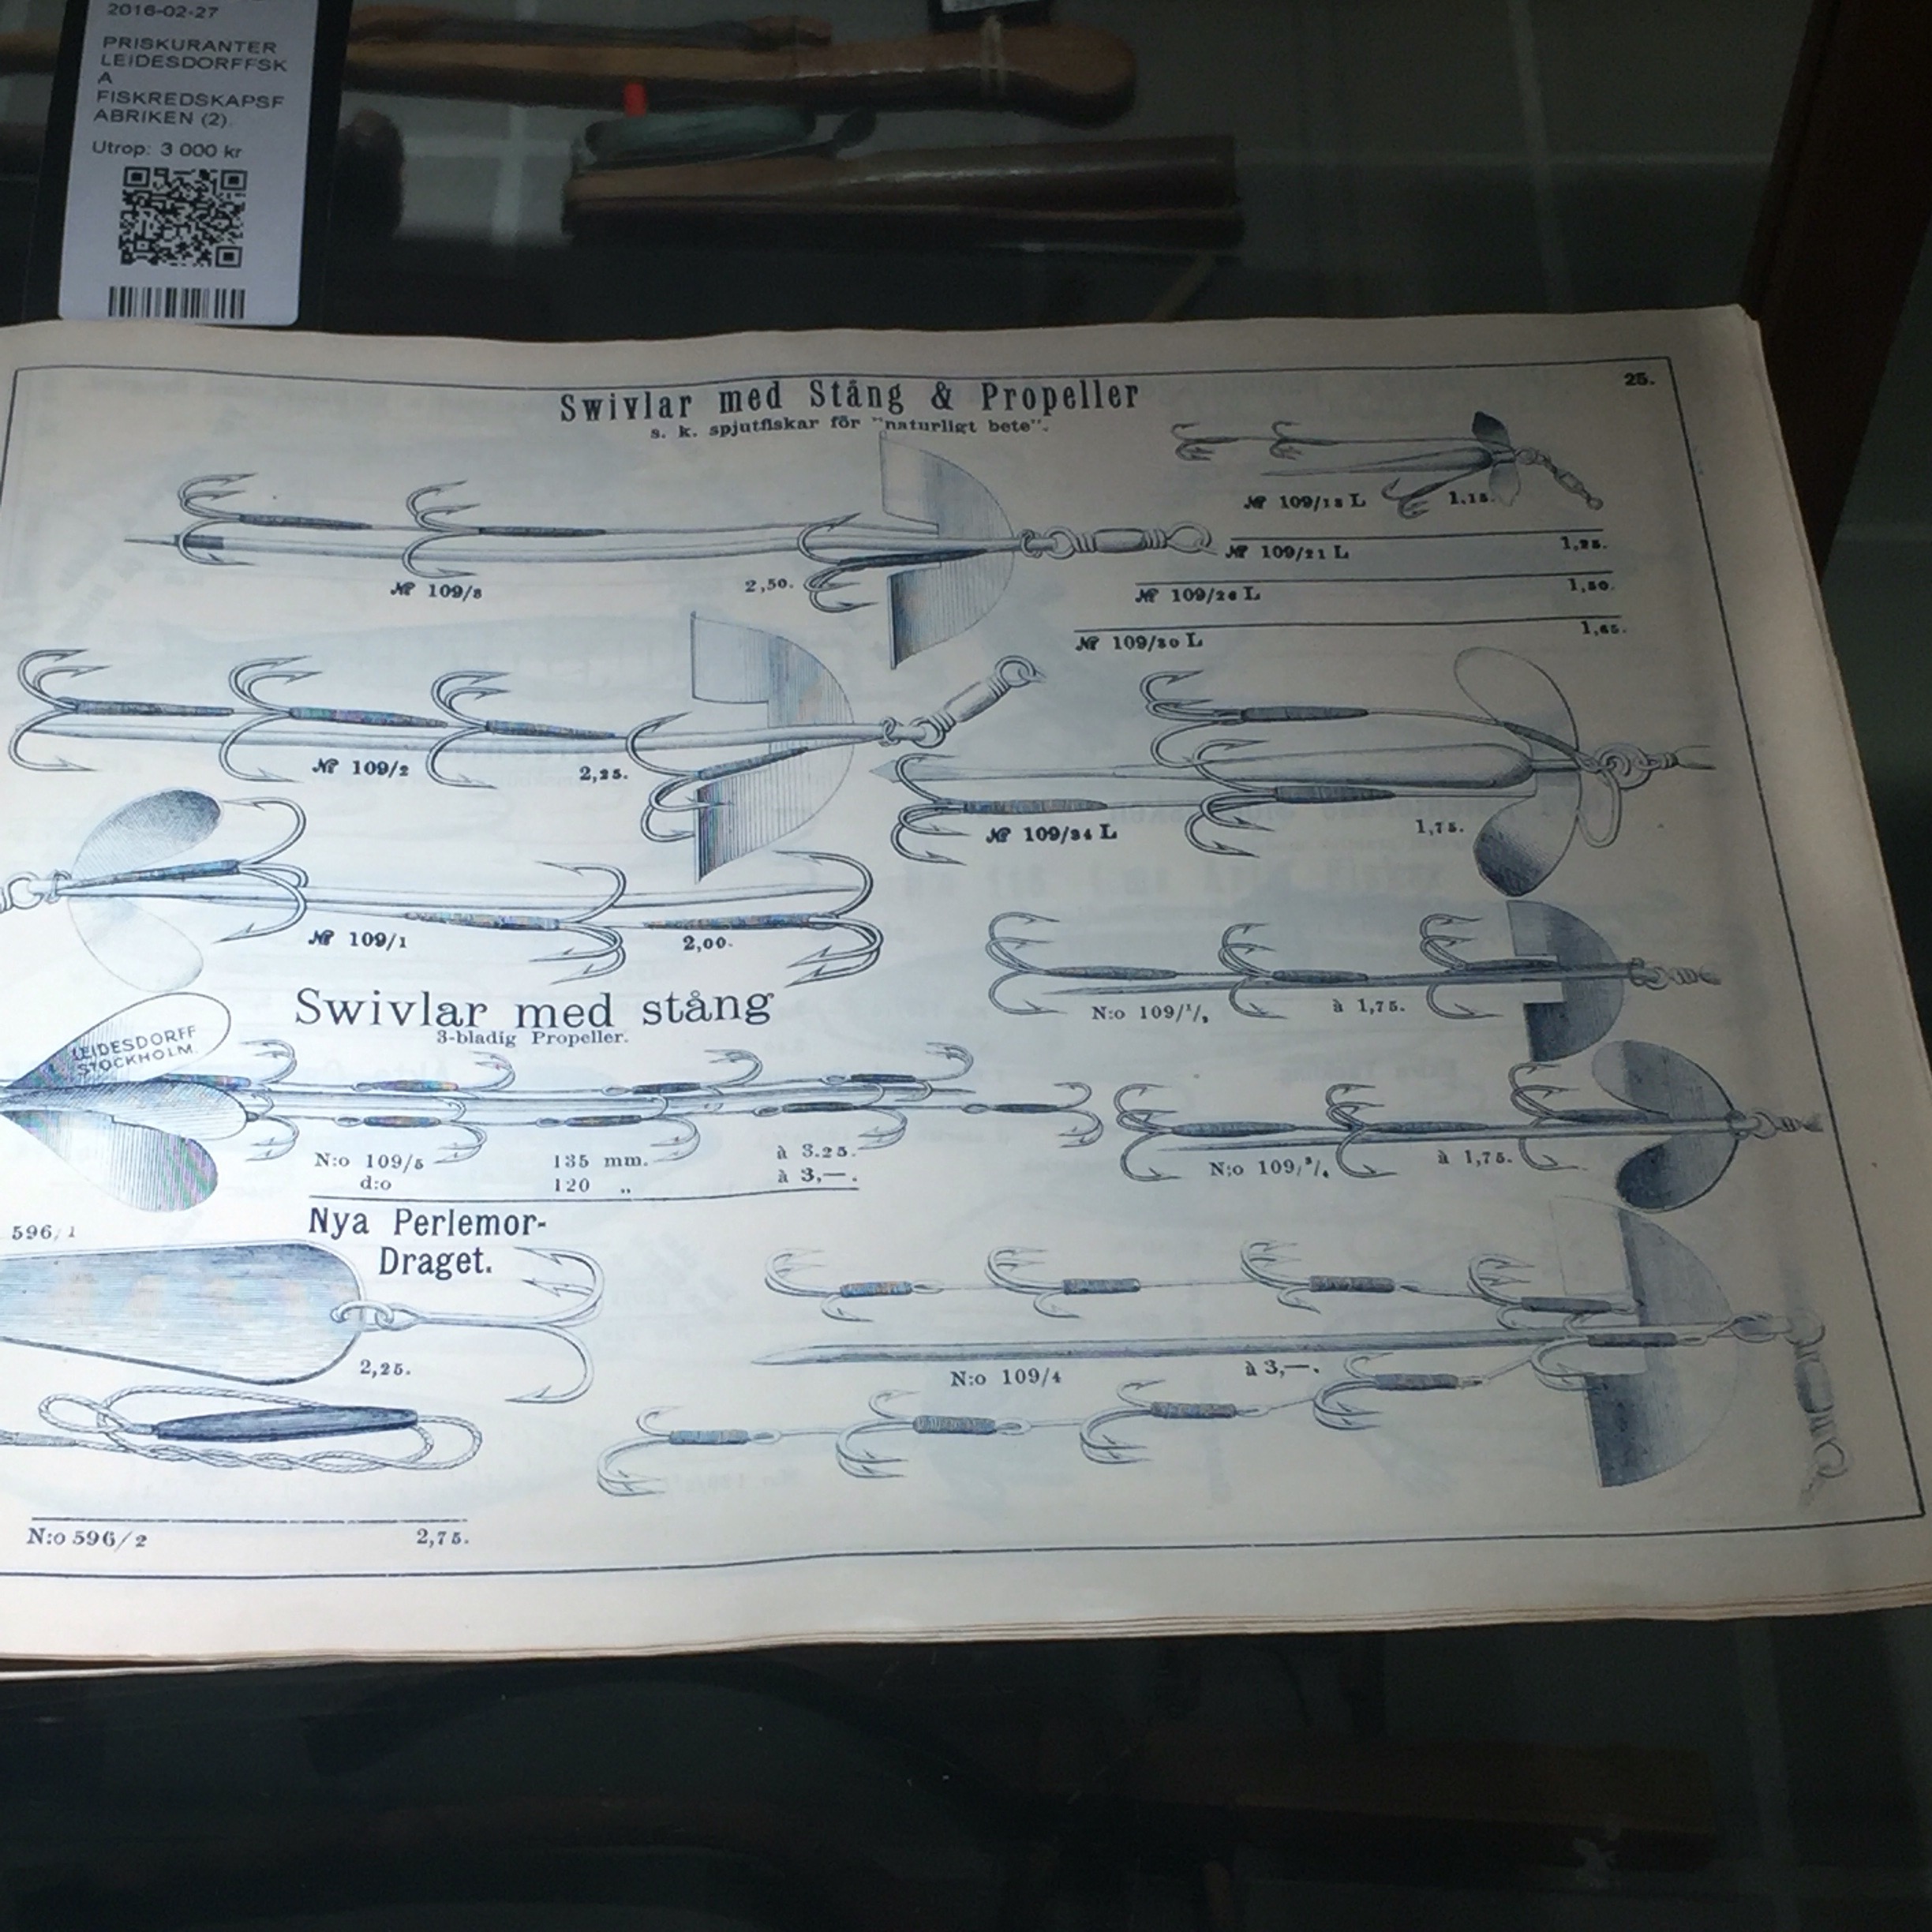 2016-02-27
PRISKURANTER
LEIDESDORFFSK
A
FISKREDSKAPSF
ABRIKEN (2).
Utrop: 3 000 kr
25.
Swivlar med Stång & Propeller
s. k. spjutfiskar för "naturligt bete".
Nº 109/18 L 1,15.
Nº 109/21 L 1,25.
Nº 109/26 L 1,50.
Nº 109/30 L 1,65.
Nº 109/3 2,50.
Nº 109/2 2,25.
Nº 109/34 L 1,75.
Nº 109/1 2,00.
N:o 109/1/2 à 1,75.
Swivlar med stång
3-bladig Propeller.
LEIDESDORFF
STOCKHOLM.
N:o 109/5 135 mm. à 3.25.
d:o 120 „ à 3,—.
N:o 109/3/4 à 1,75.
596/1
Nya Perlemor-
Draget.
2,25.
N:o 109/4 à 3,—.
N:o 596/2 2,75.